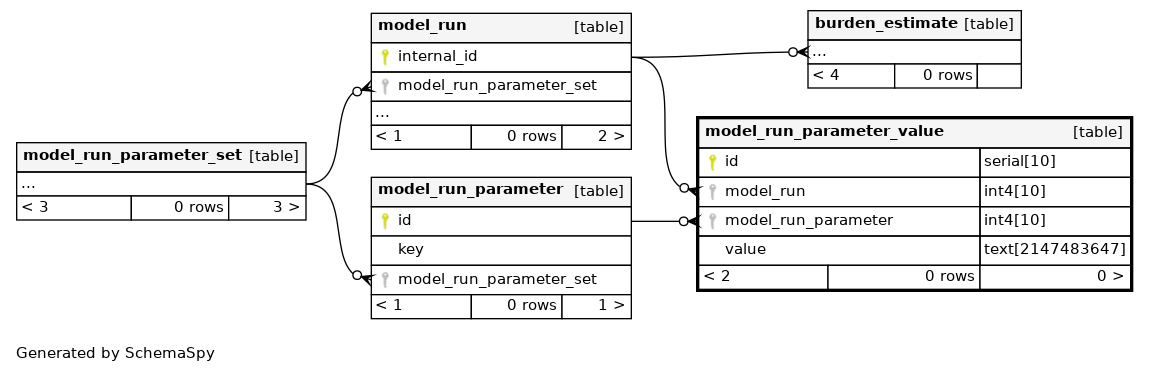 model_run [table]
internal_id
model_run_parameter_set
...
< 1 0 rows 2 >
burden_estimate [table]
...
< 4 0 rows
model_run_parameter_set [table]
...
< 3 0 rows 3 >
model_run_parameter [table]
id
key
model_run_parameter_set
< 1 0 rows 1 >
model_run_parameter_value [table]
id serial[10]
model_run int4[10]
model_run_parameter int4[10]
value text[2147483647]
< 2 0 rows 0 >
Generated by SchemaSpy